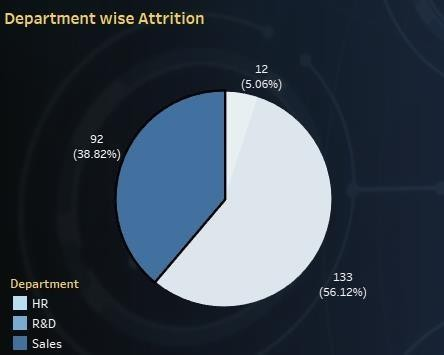 Department wise Attrition
12
(5.06%)
92
(38.82%)
133
(56.12%)
Department
HR
R&D
Sales